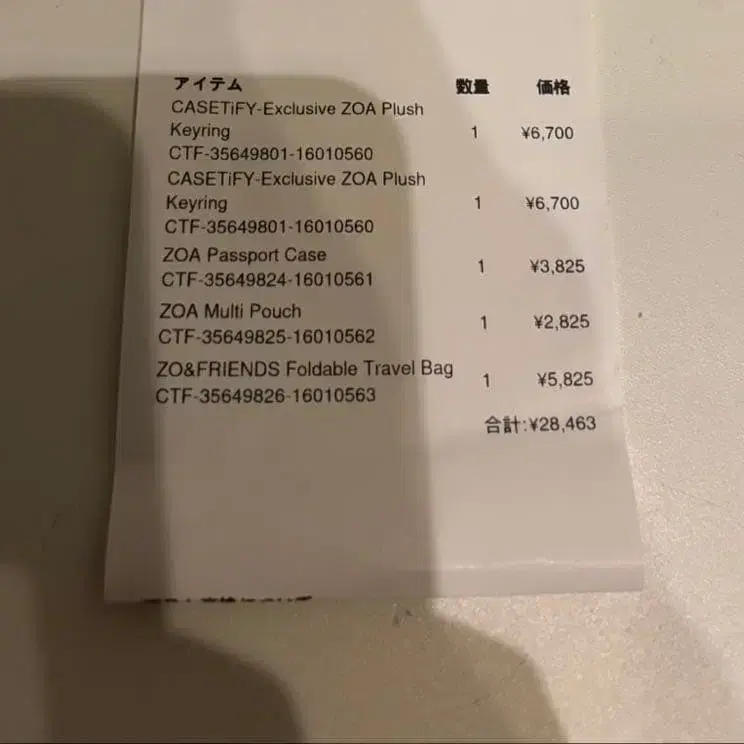 アイテム 数量 価格
CASETiFY-Exclusive ZOA Plush
Keyring 1 ¥6,700
CTF-35649801-16010560
CASETiFY-Exclusive ZOA Plush
Keyring 1 ¥6,700
CTF-35649801-16010560
ZOA Passport Case
1 ¥3,825
CTF-35649824-16010561
ZOA Multi Pouch
1 ¥2,825
CTF-35649825-16010562
ZO&FRIENDS Foldable Travel Bag
1 ¥5,825
CTF-35649826-16010563
合計:¥28,463